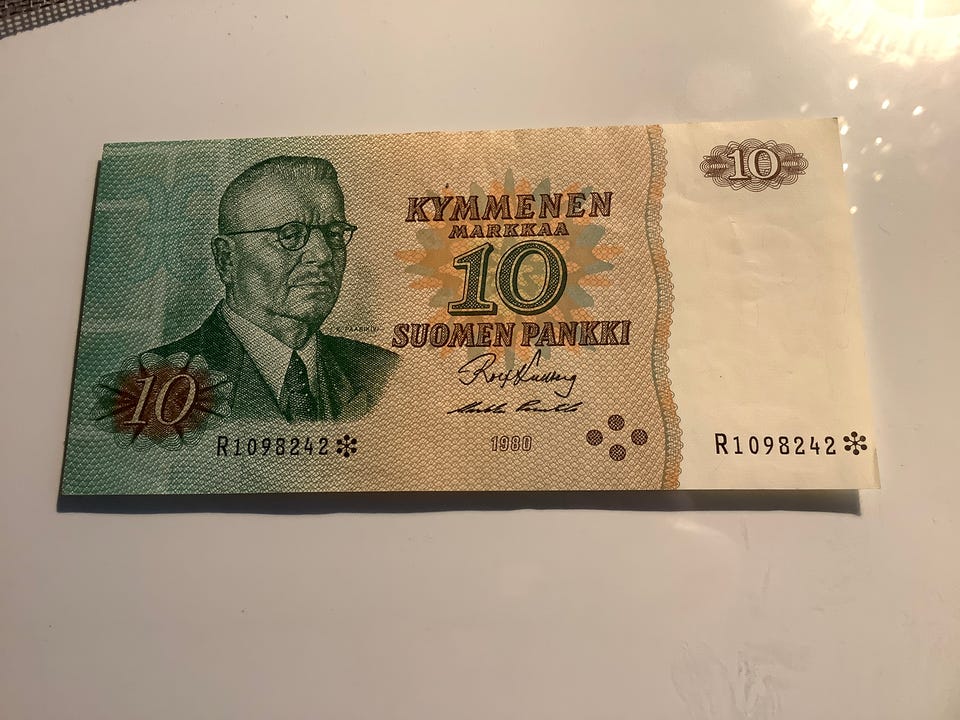 10
KYMMENEN
MARKKAA
10
SUOMEN PANKKI
10
R1098242*
1980
R1098242*